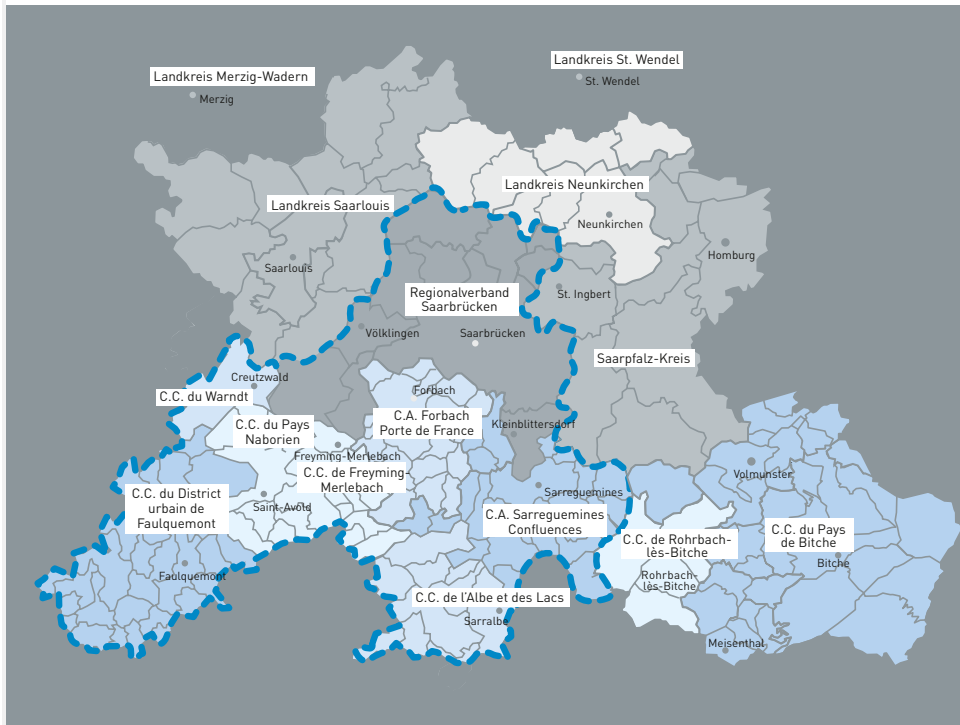 Landkreis St. Wendel
St. Wendel
Landkreis Merzig-Wadern
Merzig
Landkreis Neunkirchen
Neunkirchen
Landkreis Saarlouis
Saarlouis
Homburg
Regionalverband
Saarbrücken
St. Ingbert
Völklingen
Saarbrücken
Saarpfalz-Kreis
Creutzwald
C.C. du Warndt
Forbach
C.A. Forbach
Porte de France
C.C. du Pays
Naborien
Kleinblittersdorf
Freyming-Merlebach
C.C. de Freyming-
Merlebach
Volmunster
C.C. du District
urbain de
Faulquemont
Saint-Avold
Sarreguemines
C.A. Sarreguemines
Confluences
C.C. de Rohrbach-
lès-Bitche
C.C. du Pays
de Bitche
Bitche
Faulquemont
Rohrbach-
lès-Bitche
C.C. de l'Albe et des Lacs
Sarralbe
Meisenthal